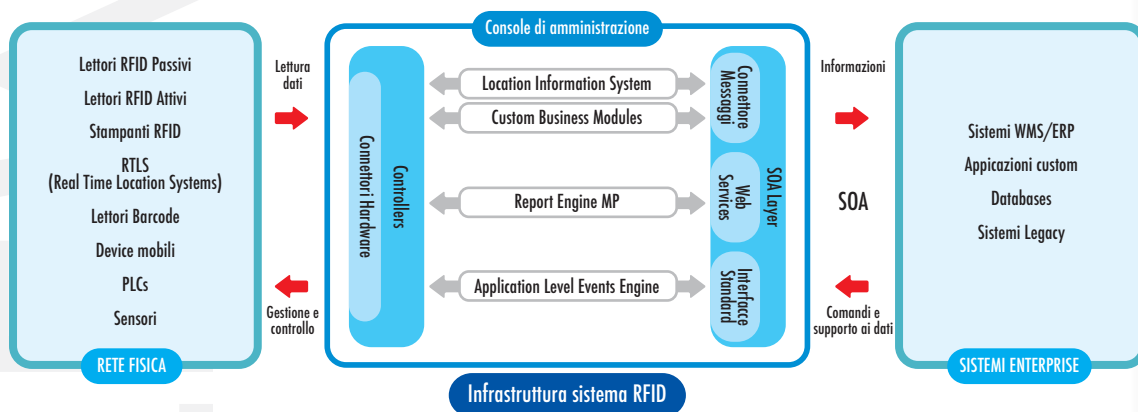 Console di amministrazione
Lettori RFID Passivi
Lettori RFID Attivi
Stampanti RFID
RTLS
(Real Time Location Systems)
Lettori Barcode
Device mobili
PLCs
Sensori
RETE FISICA
Lettura
dati
Gestione e
controllo
Connettori Hardware
Controllers
Location Information System
Custom Business Modules
Report Engine MP
Application Level Events Engine
Connettore
Messaggi
Web
Services
Interfacce
Standard
SOA Layer
Infrastruttura sistema RFID
Informazioni
SOA
Comandi e
supporto ai dati
Sistemi WMS/ERP
Appicazioni custom
Databases
Sistemi Legacy
SISTEMI ENTERPRISE